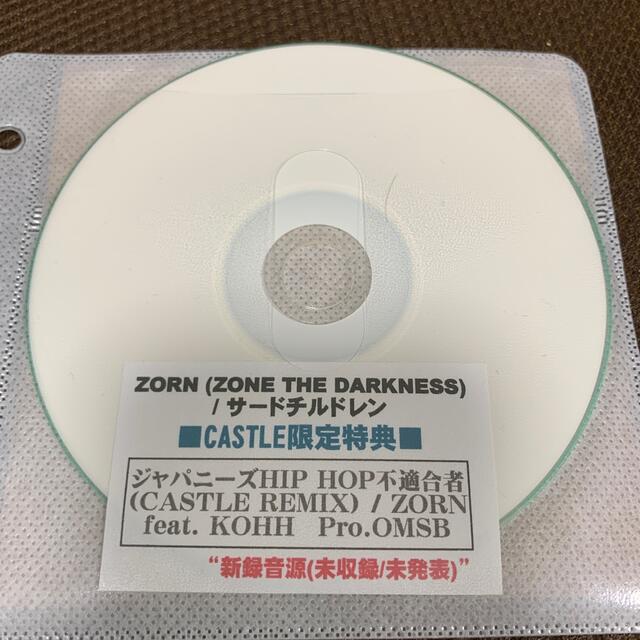 ZORN (ZONE THE DARKNESS)
/ サードチルドレン
■CASTLE限定特典■
ジャパニーズHIP HOP不適合者
(CASTLE REMIX) / ZORN
feat. KOHH Pro.OMSB
“新録音源(未収録/未発表)”